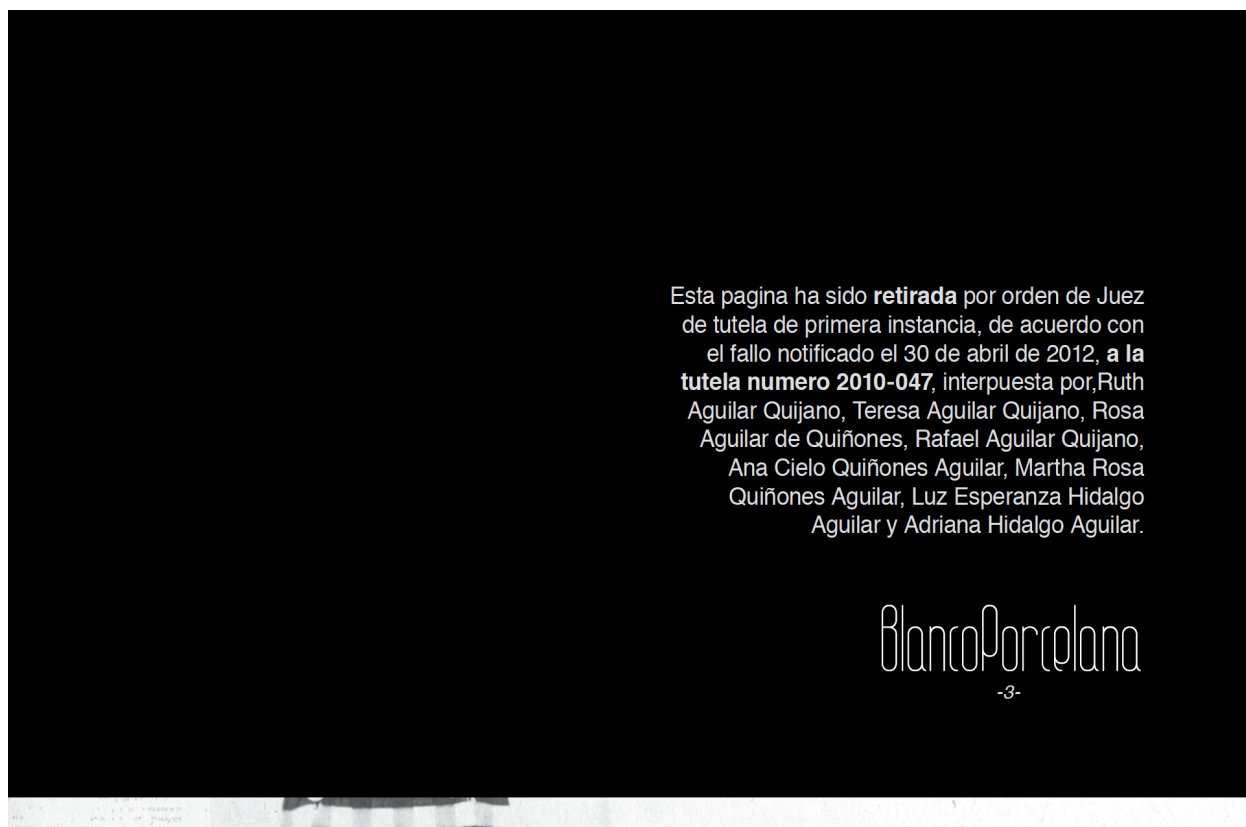 Esta pagina ha sido retirada por orden de Juez
de tutela de primera instancia, de acuerdo con
el fallo notificado el 30 de abril de 2012, a la
tutela numero 2010-047, interpuesta por,Ruth
Aguilar Quijano, Teresa Aguilar Quijano, Rosa
Aguilar de Quiñones, Rafael Aguilar Quijano,
Ana Cielo Quiñones Aguilar, Martha Rosa
Quiñones Aguilar, Luz Esperanza Hidalgo
Aguilar y Adriana Hidalgo Aguilar.
BlancoPorcelana
-3-